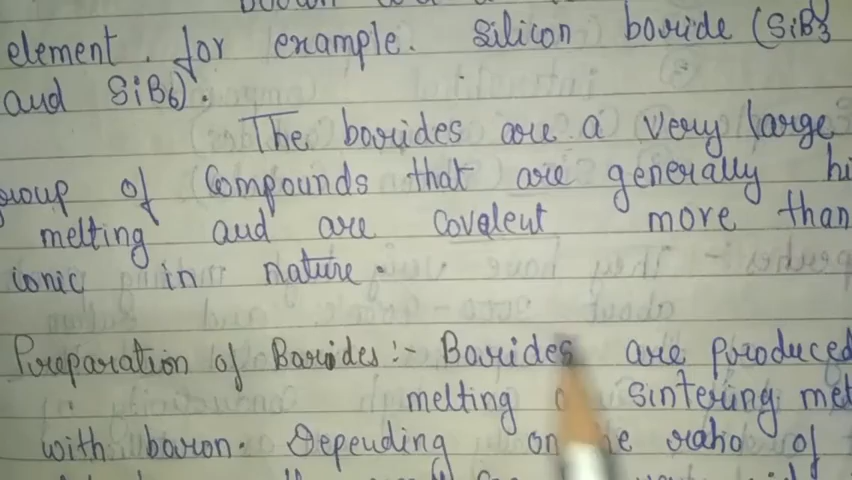 element. for example. Silicon boride (SiB3
and SiB6).
The borides are a very large
group of Compounds that are generally hi
melting and are covalent more than
ionic in nature.
Preparation of Borides:- Borides are produced
melting sintering met
with boron. Depending on ratio of